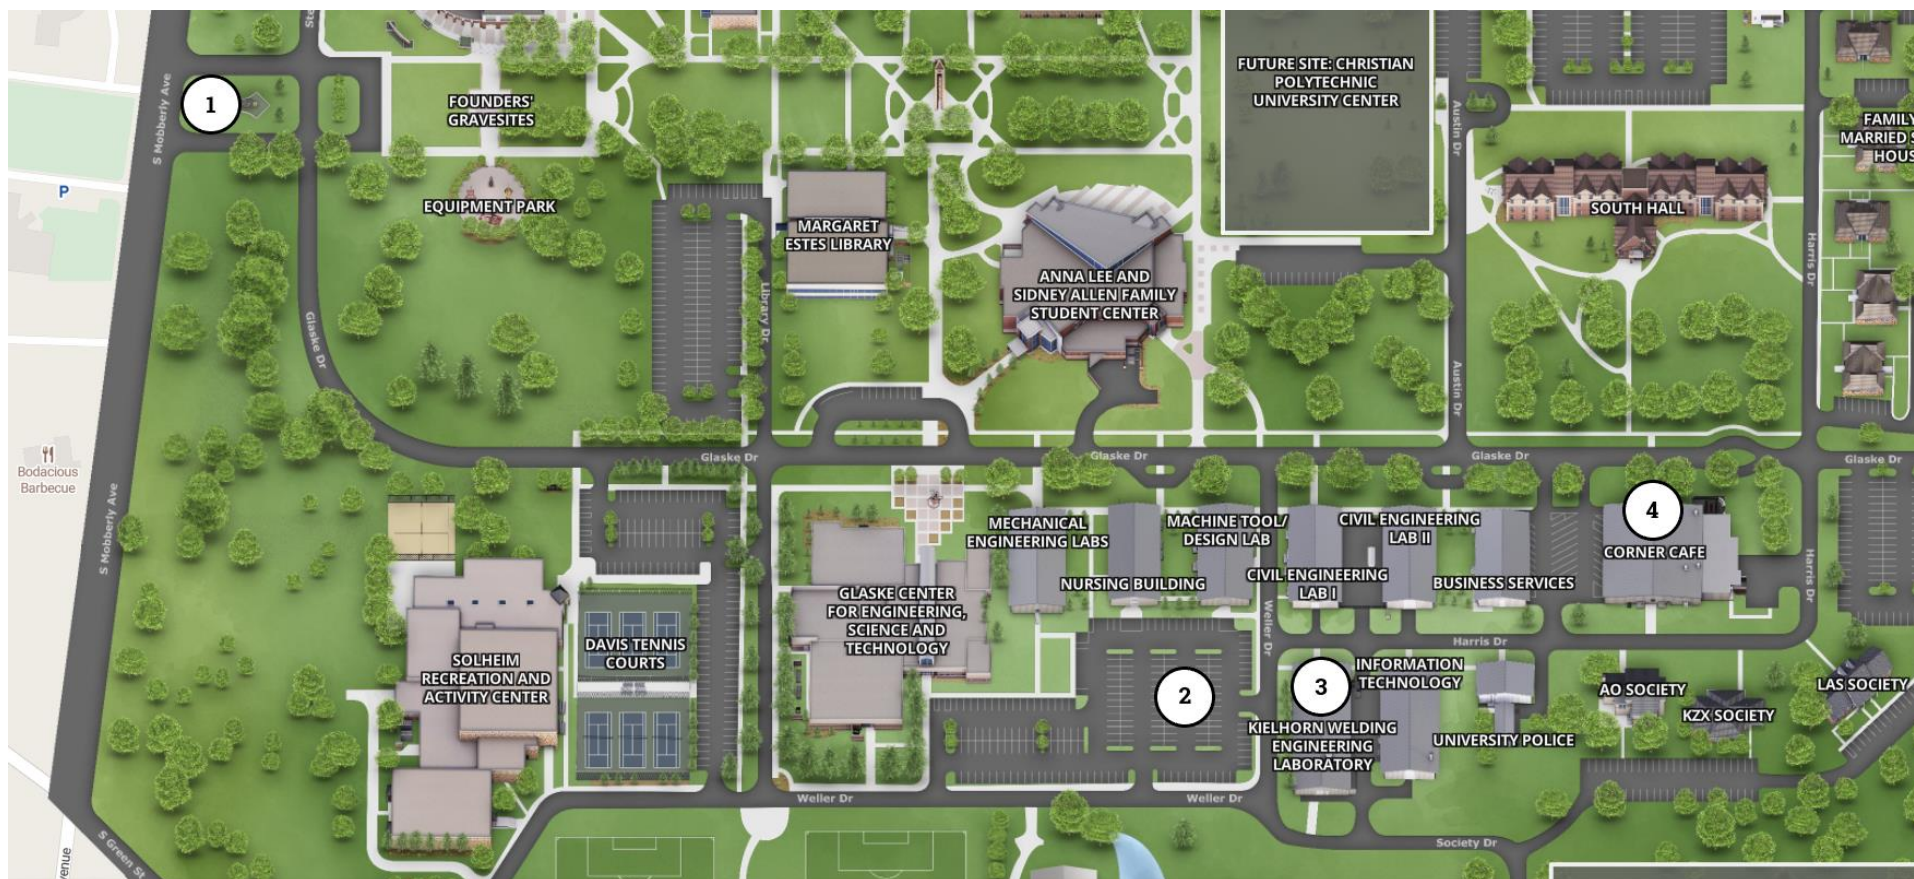 FUTURE SITE: CHRISTIAN
POLYTECHNIC
UNIVERSITY CENTER
S Mobberly Ave
1
FOUNDERS'
GRAVESITES
Austin Dr
FAMILY
MARRIED
P
EQUIPMENT PARK
SOUTH HALL
MARGARET
ESTES LIBRARY
Harris Dr
ANNA LEE AND
SIDNEY ALLEN FAMILY
STUDENT CENTER
Library Dr
Glaske Dr
Austin Dr
Glaske Dr
Glaske Dr
Glaske Dr
Glaske Dr
Bodacious
Barbecue
S Mobberly Ave
4
MECHANICAL
ENGINEERING LABS
MACHINE TOOL/
DESIGN LAB
CIVIL ENGINEERING
LAB II
CORNER CAFE
NURSING BUILDING
CIVIL ENGINEERING
LAB I
BUSINESS SERVICES
Harris Dr
GLASKE CENTER
FOR ENGINEERING,
SCIENCE AND
TECHNOLOGY
Weller Dr
Harris Dr
DAVIS TENNIS
COURTS
SOLHEIM
RECREATION AND
ACTIVITY CENTER
2
3
INFORMATION
TECHNOLOGY
AO SOCIETY
LAS SOCIETY
KZX SOCIETY
KIELHORN WELDING
ENGINEERING
LABORATORY
UNIVERSITY POLICE
Weller Dr
Weller Dr
Society Dr
S Green St